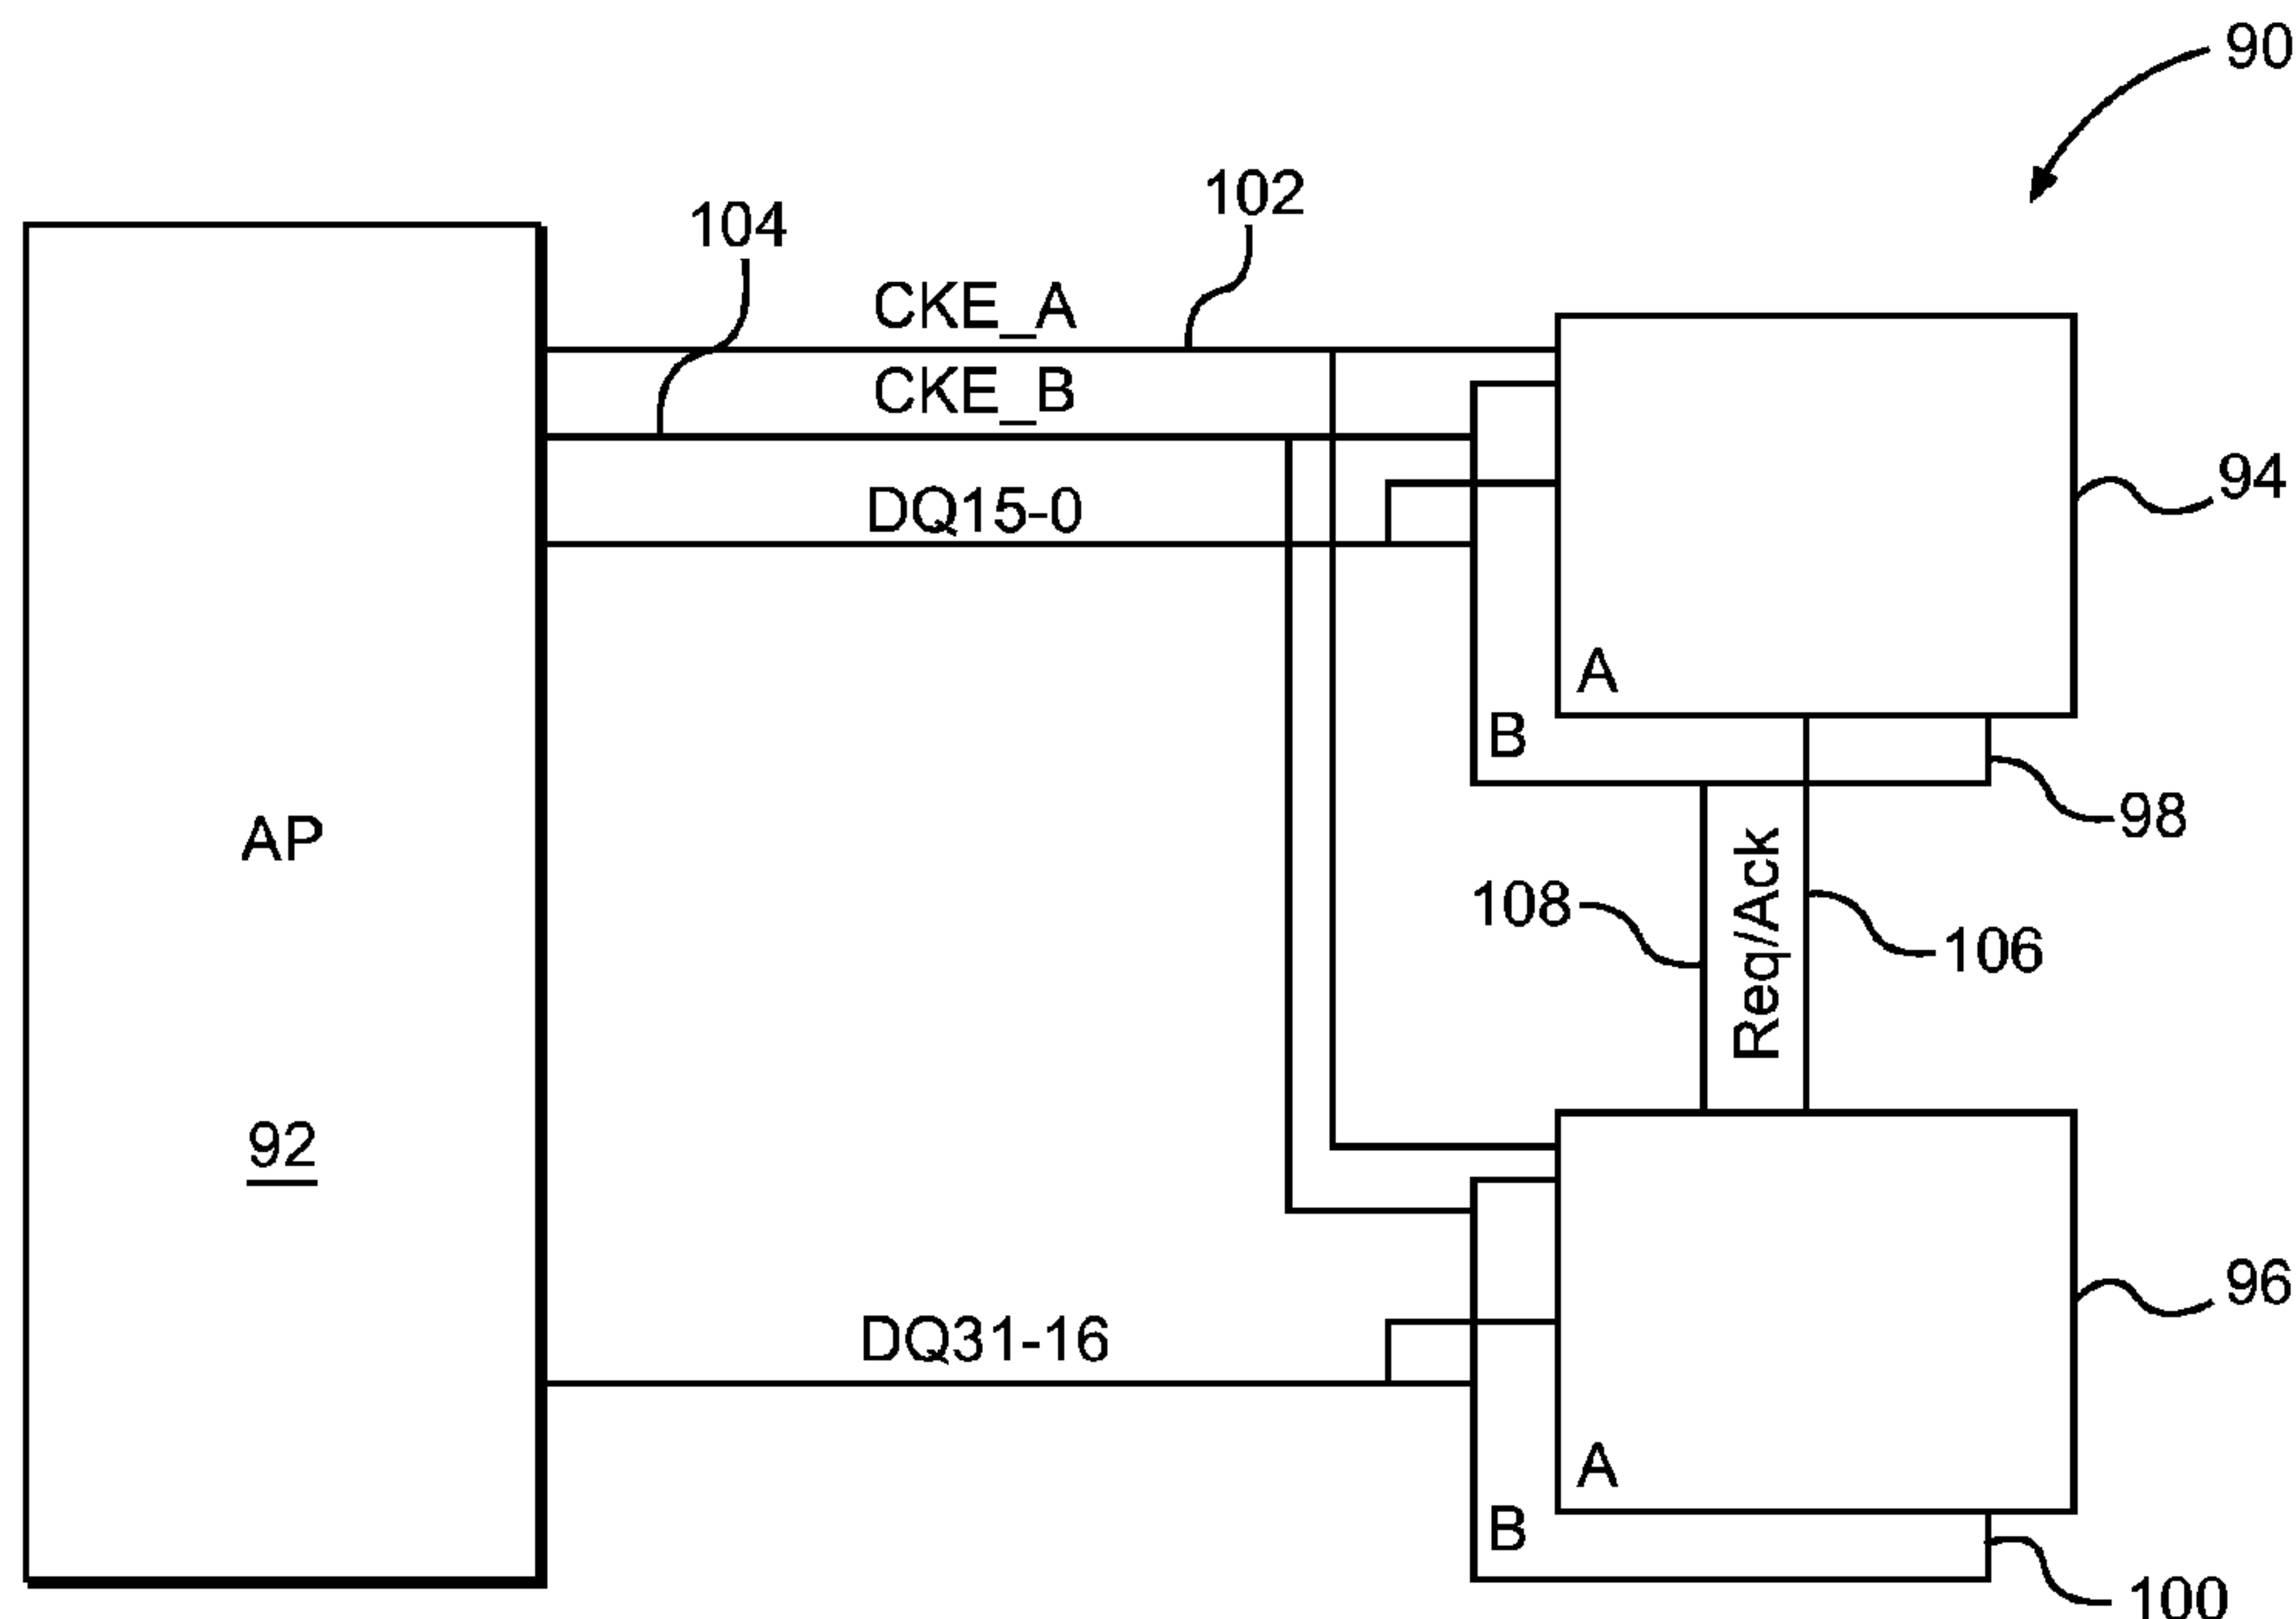 90
102
104
CKE_A
CKE_B
94
DQ15-0
A
B
98
AP
Req/Ack
108
106
92
96
DQ31-16
A
B
100